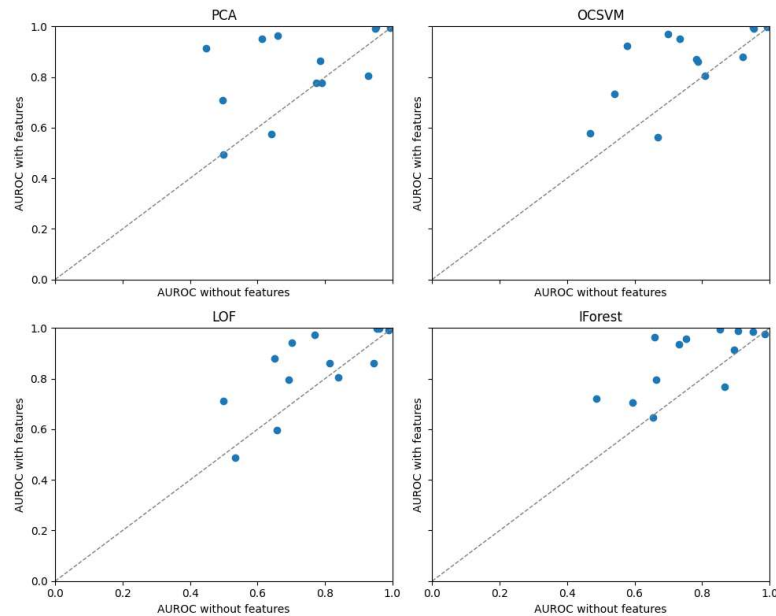 PCA
OCSVM
1.0
0.8
0.6
0.4
0.2
0.0
AUROC with features
AUROC with features
AUROC without features
AUROC without features
LOF
IForest
1.0
0.8
0.6
0.4
0.2
0.0
AUROC with features
AUROC with features
0.0 0.2 0.4 0.6 0.8 1.0
0.0 0.2 0.4 0.6 0.8 1.0
AUROC without features
AUROC without features